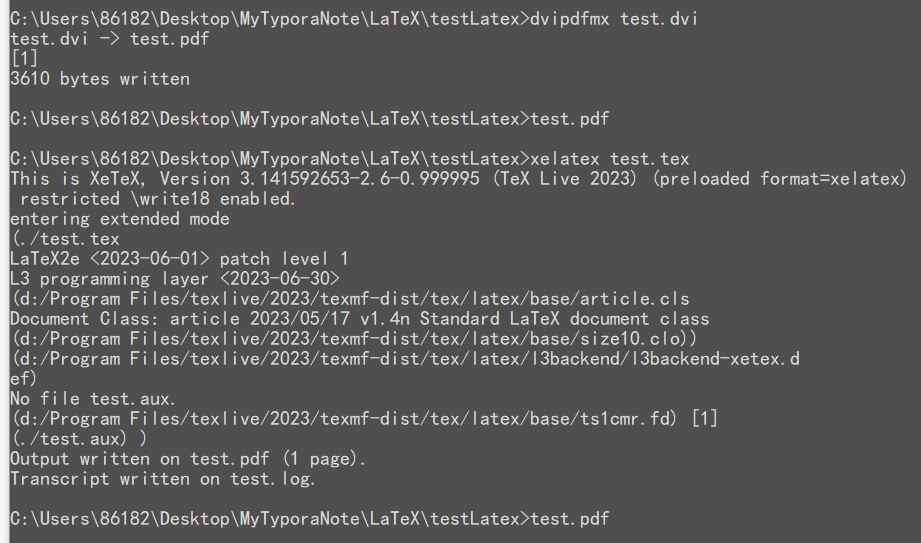 C:\Users\86182\Desktop\MyTyporaNote\LaTeX\testLatex>dvipdfmx test.dvi
test.dvi -> test.pdf
[1]
3610 bytes written
C:\Users\86182\Desktop\MyTyporaNote\LaTeX\testLatex>test.pdf
C:\Users\86182\Desktop\MyTyporaNote\LaTeX\testLatex>xelatex test.tex
This is XeTeX, Version 3.141592653-2.6-0.999995 (TeX Live 2023) (preloaded format=xelatex)
 restricted \write18 enabled.
entering extended mode
(./test.tex
LaTeX2e <2023-06-01> patch level 1
L3 programming layer <2023-06-30>
(d:/Program Files/texlive/2023/texmf-dist/tex/latex/base/article.cls
Document Class: article 2023/05/17 v1.4n Standard LaTeX document class
(d:/Program Files/texlive/2023/texmf-dist/tex/latex/base/size10.clo))
(d:/Program Files/texlive/2023/texmf-dist/tex/latex/l3backend/l3backend-xetex.d
ef)
No file test.aux.
(d:/Program Files/texlive/2023/texmf-dist/tex/latex/base/ts1cmr.fd) [1]
(./test.aux) )
Output written on test.pdf (1 page).
Transcript written on test.log.
C:\Users\86182\Desktop\MyTyporaNote\LaTeX\testLatex>test.pdf